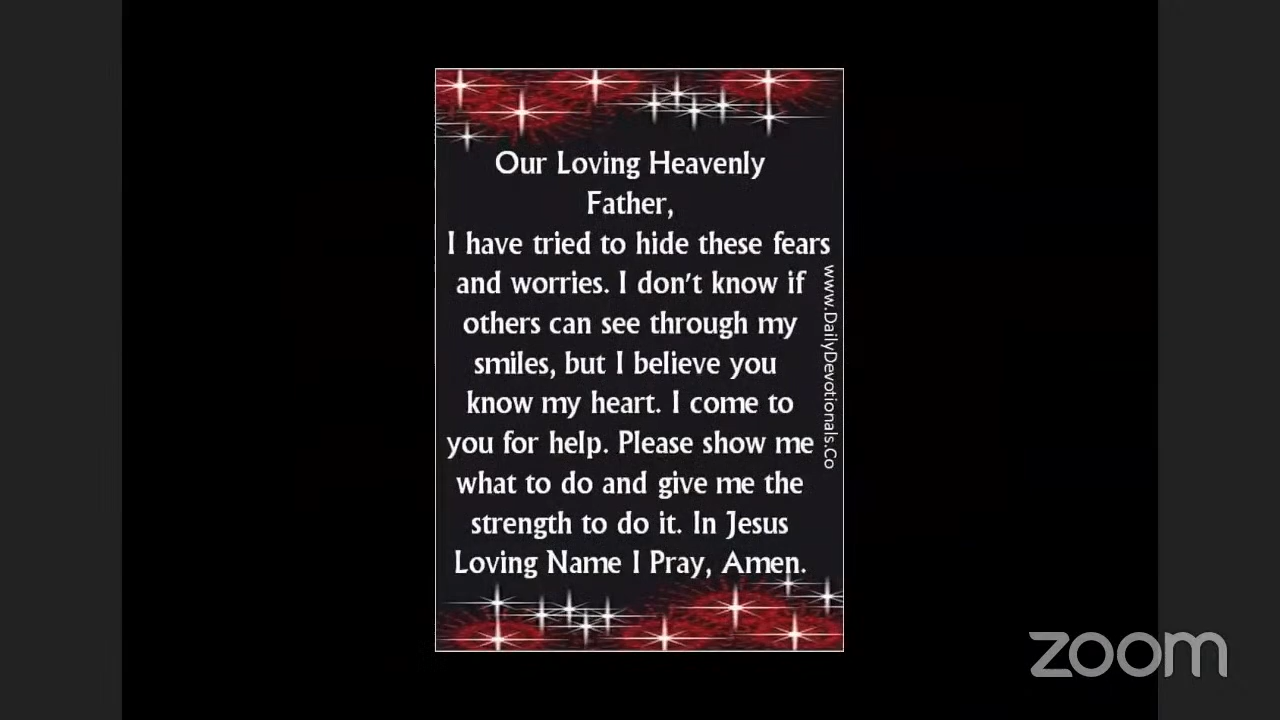 Our Loving Heavenly
Father,
I have tried to hide these fears
and worries. I don't know if
others can see through my
smiles, but I believe you
know my heart. I come to
you for help. Please show me
what to do and give me the
strength to do it. In Jesus
Loving Name I Pray, Amen.
www.DailyDevotionals.Co
zoom